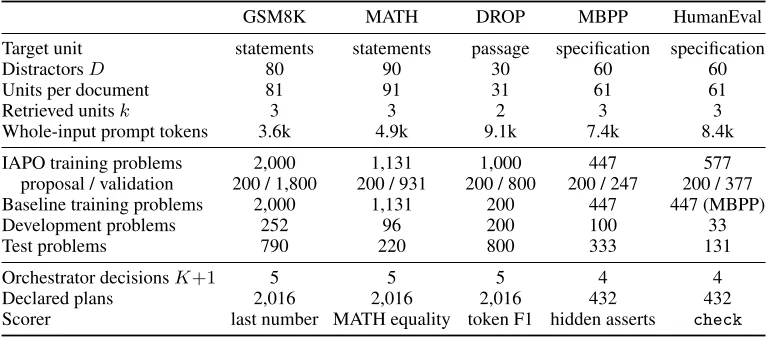 GSM8K MATH DROP MBPP HumanEval
Target unit statements statements passage specification specification
Distractors D 80 90 30 60 60
Units per document 81 91 31 61 61
Retrieved units k 3 3 2 3 3
Whole-input prompt tokens 3.6k 4.9k 9.1k 7.4k 8.4k
IAPO training problems 2,000 1,131 1,000 447 577
proposal / validation 200 / 1,800 200 / 931 200 / 800 200 / 247 200 / 377
Baseline training problems 2,000 1,131 200 447 447 (MBPP)
Development problems 252 96 200 100 33
Test problems 790 220 800 333 131
Orchestrator decisions K+1 5 5 5 4 4
Declared plans 2,016 2,016 2,016 432 432
Scorer last number MATH equality token F1 hidden asserts check